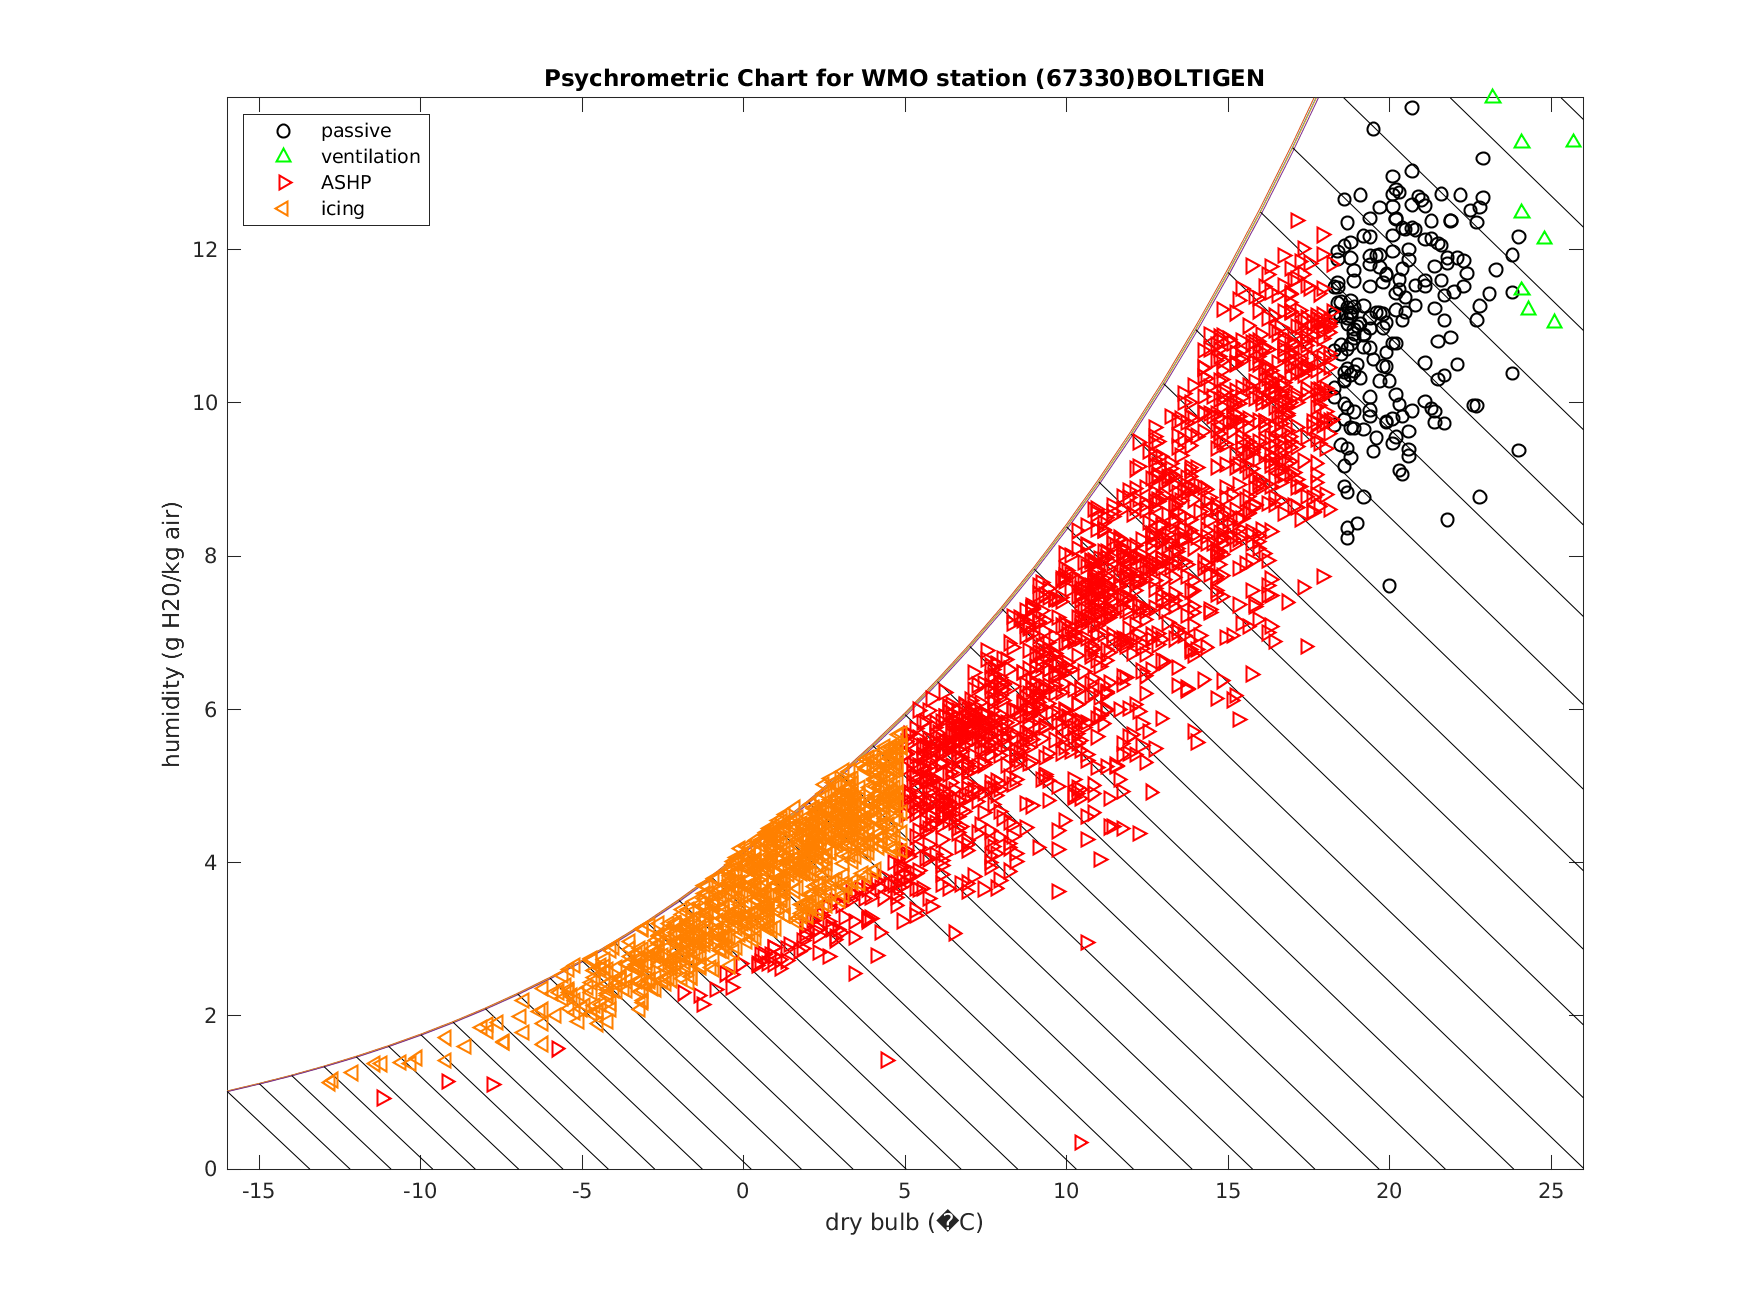 Psychrometric Chart for WMO station (67330)BOLTIGEN
passive
ventilation
ASHP
icing
humidity (g H20/kg air)
12
10
8
6
4
2
0
-15 -10 -5 0 5 10 15 20 25
dry bulb (�C)